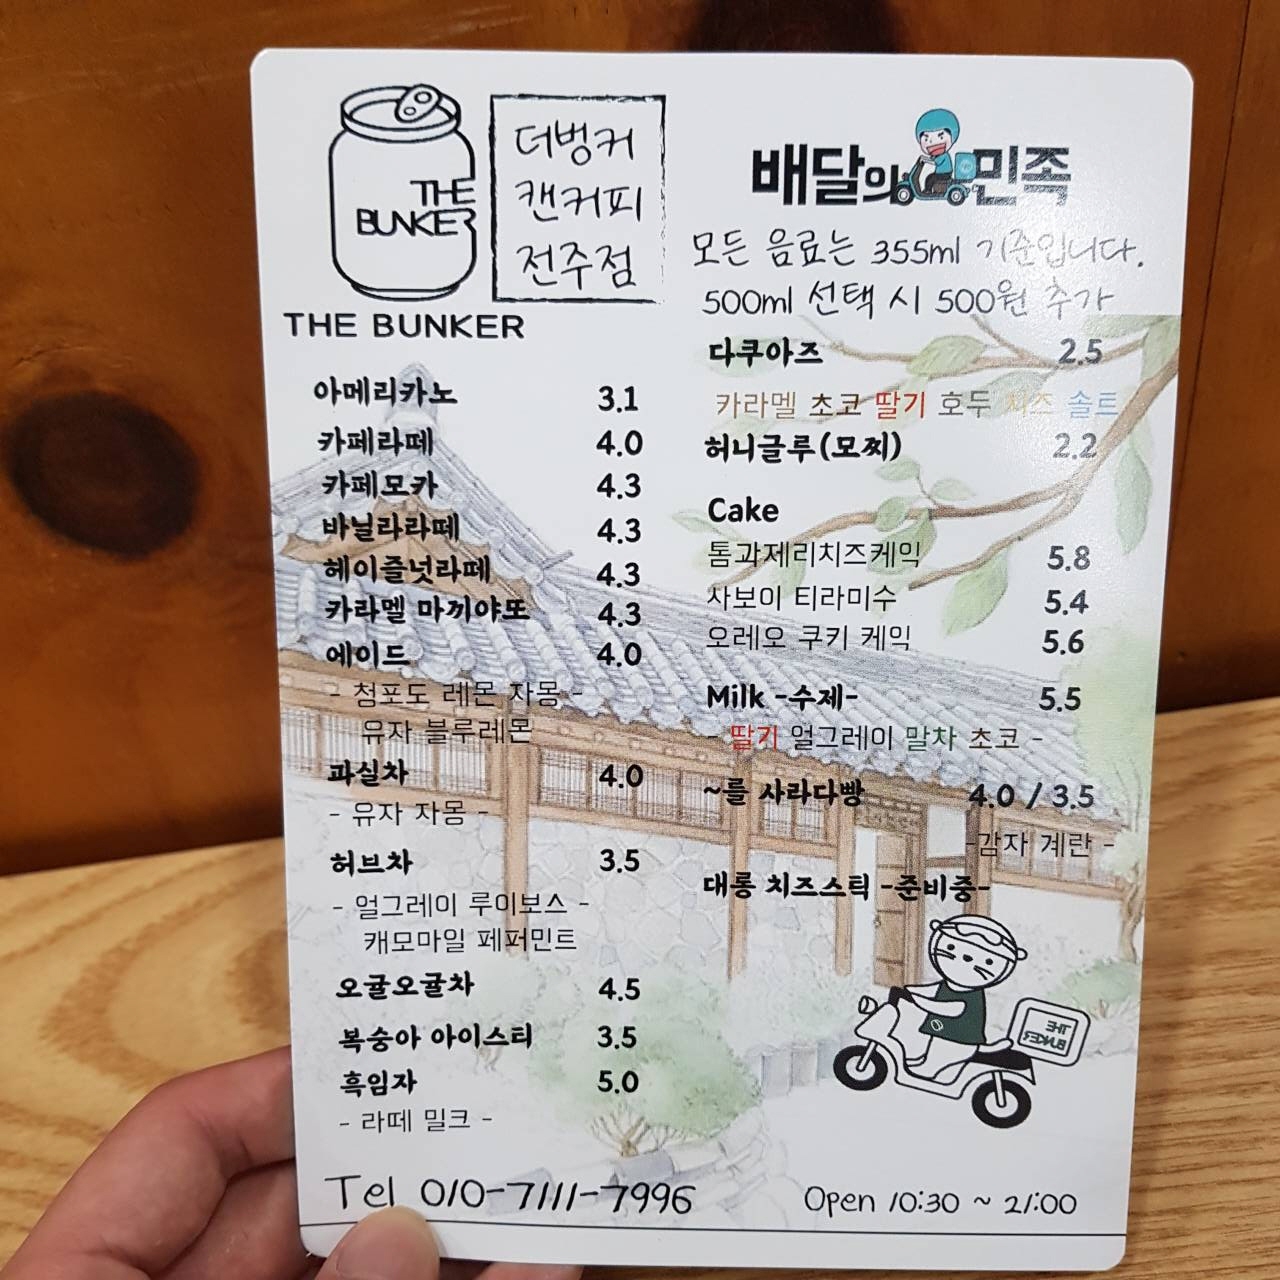 THE
BUNKER
더벙커
캔커피
전주점
THE BUNKER
아메리카노 3.1
카페라떼 4.0
카페모카 4.3
바닐라라떼 4.3
헤이즐넛라떼 4.3
카라멜 마끼야또 4.3
에이드 4.0
- 청포도 레몬 자몽 -
유자 블루레몬
과실차 4.0
- 유자 자몽 -
허브차 3.5
- 얼그레이 루이보스 -
캐모마일 페퍼민트
오귤오귤차 4.5
복숭아 아이스티 3.5
흑임자 5.0
- 라떼 밀크 -
배달의민족
모든 음료는 355ml 기준입니다.
500ml 선택 시 500원 추가
다쿠아즈 2.5
카라멜 초코 딸기 호두 치즈 솔트
허니글루(모찌) 2.2
Cake
톰과제리치즈케익 5.8
사보이 티라미수 5.4
오레오 쿠키 케익 5.6
Milk -수제- 5.5
- 딸기 얼그레이 말차 초코 -
~를 사라다빵 4.0 / 3.5
-감자 계란 -
대롱 치즈스틱 -준비중-
THE
BUNKER
Tel 010-7111-7996
Open 10:30 ~ 21:00